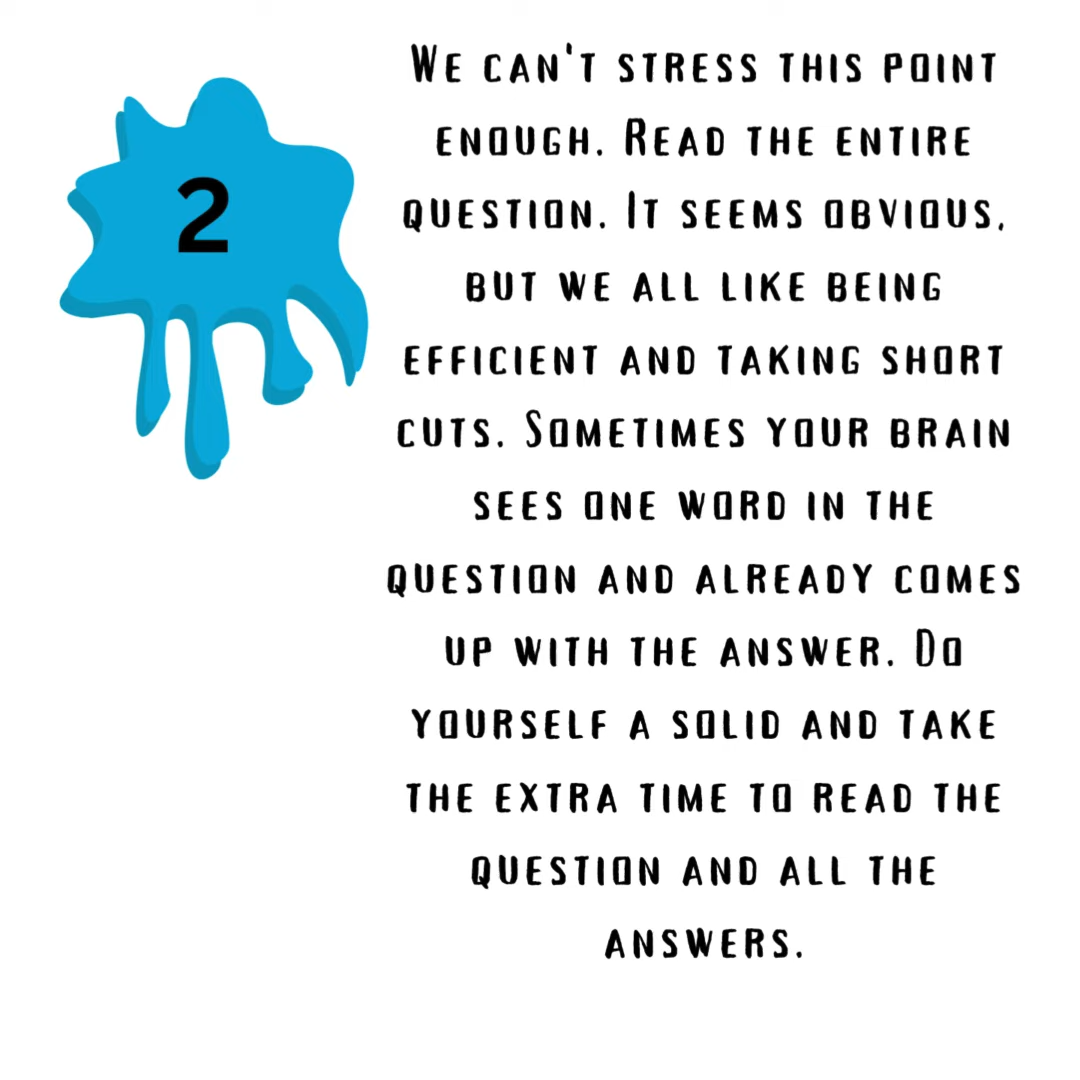 2
We can't stress this point
enough. Read the entire
question. It seems obvious,
but we all like being
efficient and taking short
cuts. Sometimes your brain
sees one word in the
question and already comes
up with the answer. Do
yourself a solid and take
the extra time to read the
question and all the
answers.